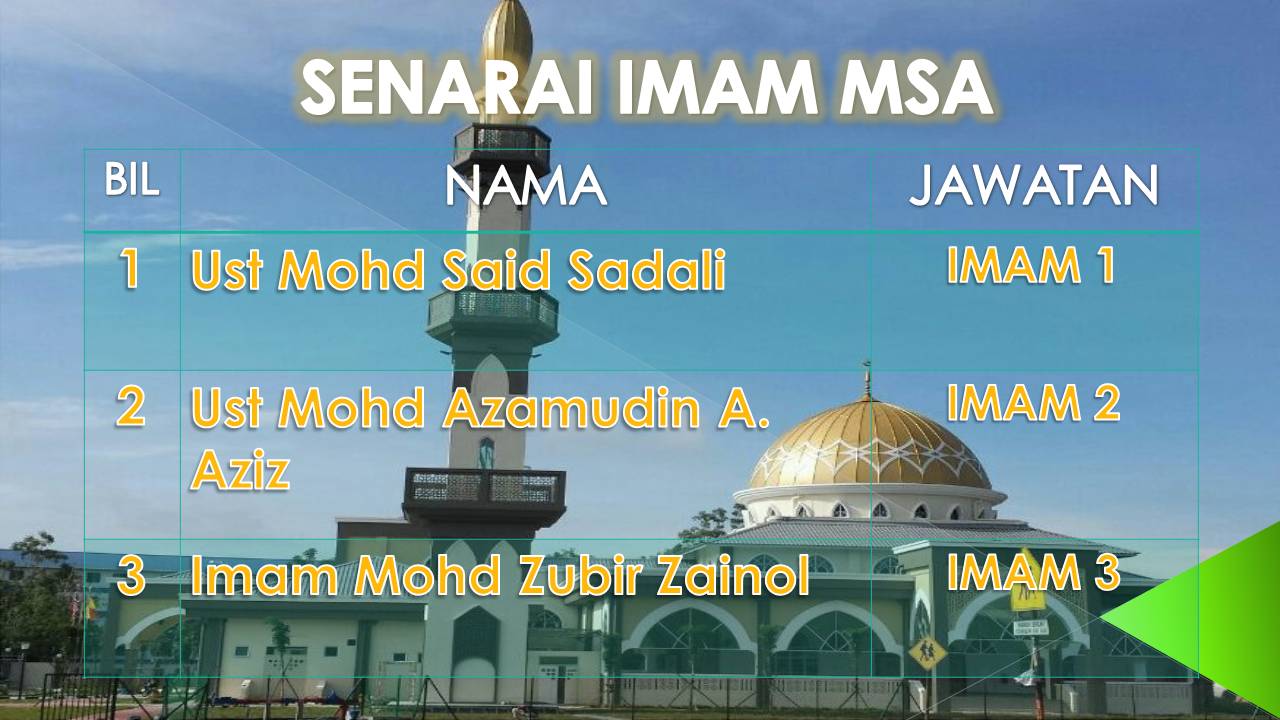 SENARAI IMAM MSA
BIL NAMA JAWATAN
1 Ust Mohd Said Sadali IMAM 1
2 Ust Mohd Azamudin A. IMAM 2
Aziz
3 Imam Mohd Zubir Zainol IMAM 3